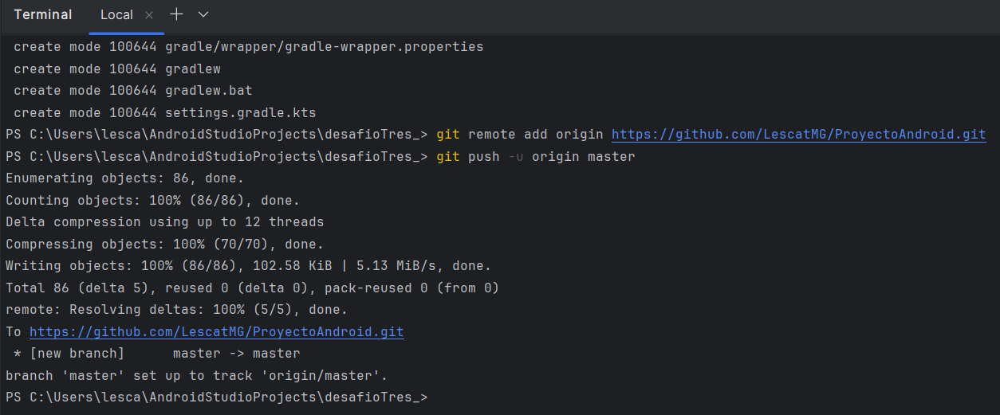 Terminal Local
create mode 100644 gradle/wrapper/gradle-wrapper.properties
create mode 100644 gradlew
create mode 100644 gradlew.bat
create mode 100644 settings.gradle.kts
PS C:\Users\lesca\AndroidStudioProjects\desafioTres_> git remote add origin https://github.com/LescatMG/ProyectoAndroid.git
PS C:\Users\lesca\AndroidStudioProjects\desafioTres_> git push -u origin master
Enumerating objects: 86, done.
Counting objects: 100% (86/86), done.
Delta compression using up to 12 threads
Compressing objects: 100% (70/70), done.
Writing objects: 100% (86/86), 102.58 KiB | 5.13 MiB/s, done.
Total 86 (delta 5), reused 0 (delta 0), pack-reused 0 (from 0)
remote: Resolving deltas: 100% (5/5), done.
To https://github.com/LescatMG/ProyectoAndroid.git
* [new branch]      master -> master
branch 'master' set up to track 'origin/master'.
PS C:\Users\lesca\AndroidStudioProjects\desafioTres_>